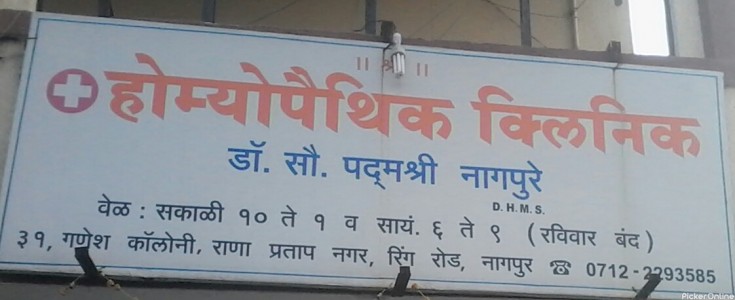 ॥ श्री ॥
होम्योपैथिक क्लिनिक
डॉ. सौ. पद्मश्री नागपुरे
D. H. M. S.
वेळ : सकाळी १० ते १ व सायं. ६ ते ९ (रविवार बंद)
३१, गणेश कॉलोनी, राणा प्रताप नगर, रिंग रोड, नागपुर ☎ 0712-2293585
PickerOnline